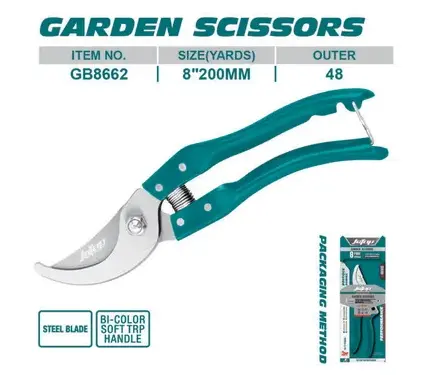 GARDEN SCISSORS
ITEM NO. SIZE(YARDS) OUTER
GB8662 8"200MM 48
Jufop
STEEL BLADE
BI-COLOR
SOFT TRP
HANDLE
PACKAGING METHOD